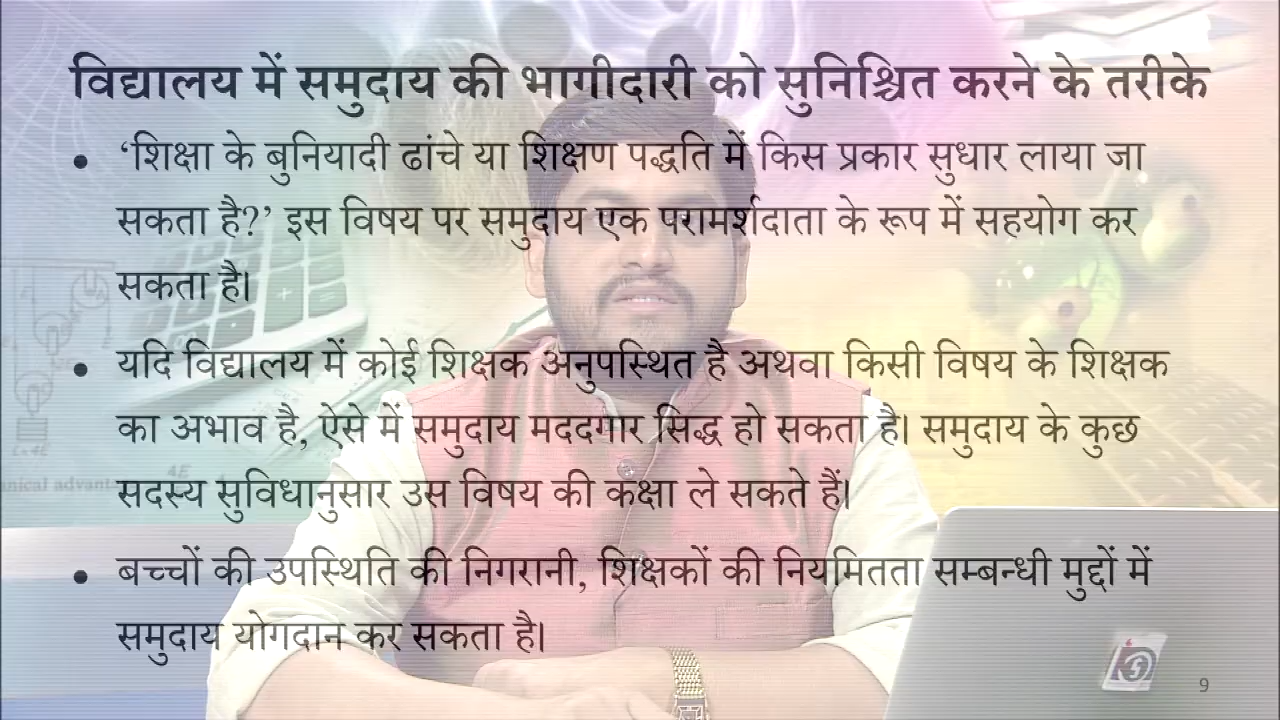 विद्यालय में समुदाय की भागीदारी को सुनिश्चित करने के तरीके
• ‘शिक्षा के बुनियादी ढांचे या शिक्षण पद्धति में किस प्रकार सुधार लाया जा
सकता है?’ इस विषय पर समुदाय एक परामर्शदाता के रूप में सहयोग कर
सकता है।
• यदि विद्यालय में कोई शिक्षक अनुपस्थित है अथवा किसी विषय के शिक्षक
का अभाव है, ऐसे में समुदाय मददगार सिद्ध हो सकता है। समुदाय के कुछ
सदस्य सुविधानुसार उस विषय की कक्षा ले सकते हैं।
• बच्चों की उपस्थिति की निगरानी, शिक्षकों की नियमितता सम्बन्धी मुद्दों में
समुदाय योगदान कर सकता है।
4E
9